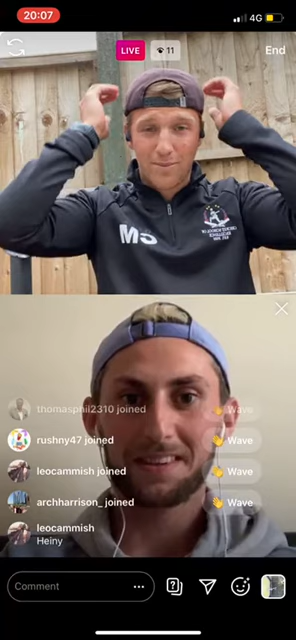 20:07
4G
LIVE
11
End
thomasphil2310 joined
Wave
rushny47 joined
Wave
leocammish joined
Wave
archharrison_ joined
Wave
leocammish
Heiny
Comment